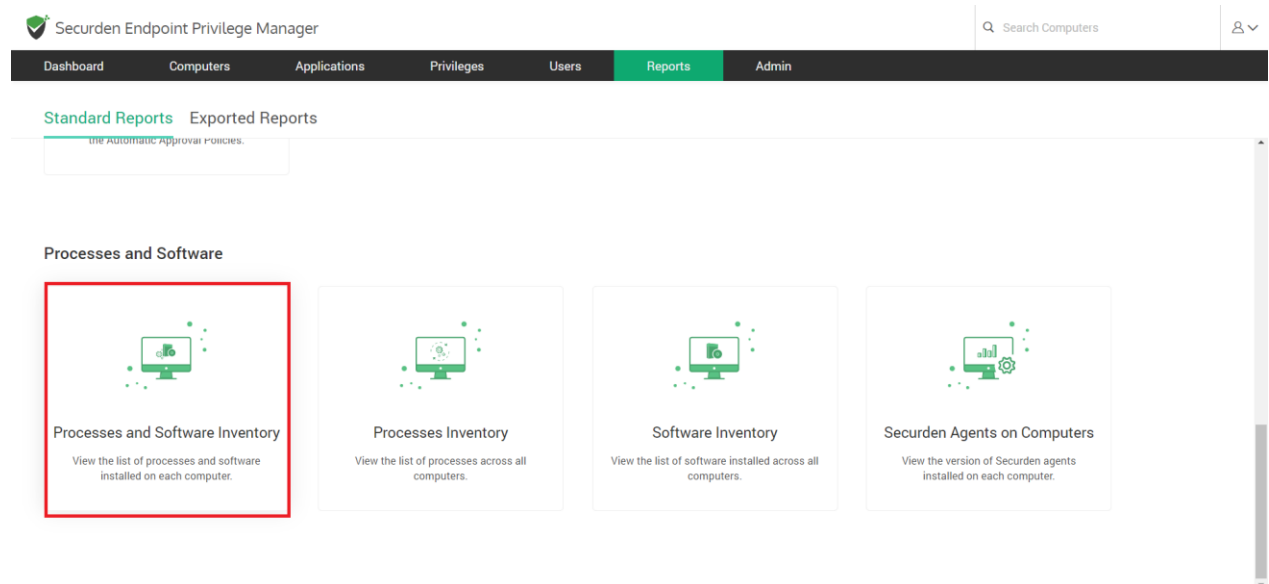 Securden Endpoint Privilege Manager
Search Computers
Dashboard Computers Applications Privileges Users Reports Admin
Standard Reports Exported Reports
the Automatic Approval Policies.
Processes and Software
Processes and Software Inventory
View the list of processes and software
installed on each computer.
Processes Inventory
View the list of processes across all
computers.
Software Inventory
View the list of software installed across all
computers.
Securden Agents on Computers
View the version of Securden agents
installed on each computer.